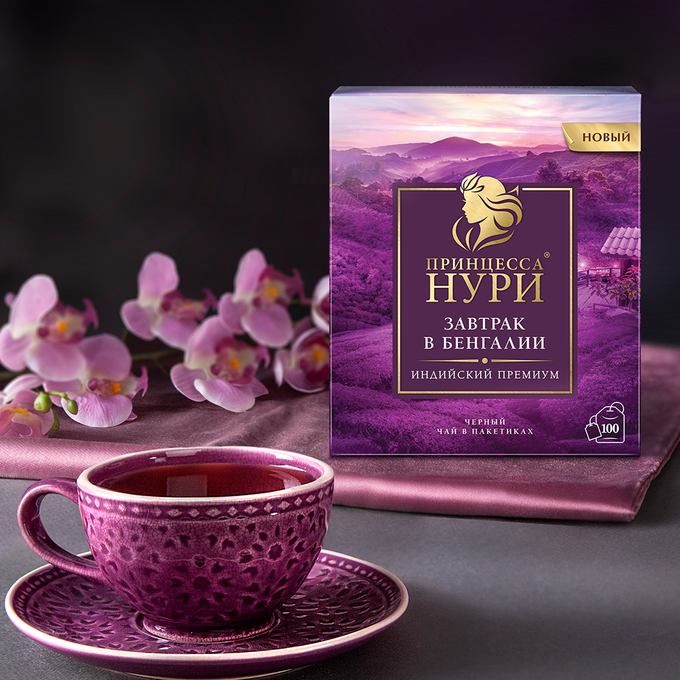 НОВЫЙ
ПРИНЦЕССА®
НУРИ
ЗАВТРАК
В БЕНГАЛИИ
ИНДИЙСКИЙ ПРЕМИУМ
ЧЕРНЫЙ
ЧАЙ В ПАКЕТИКАХ
100